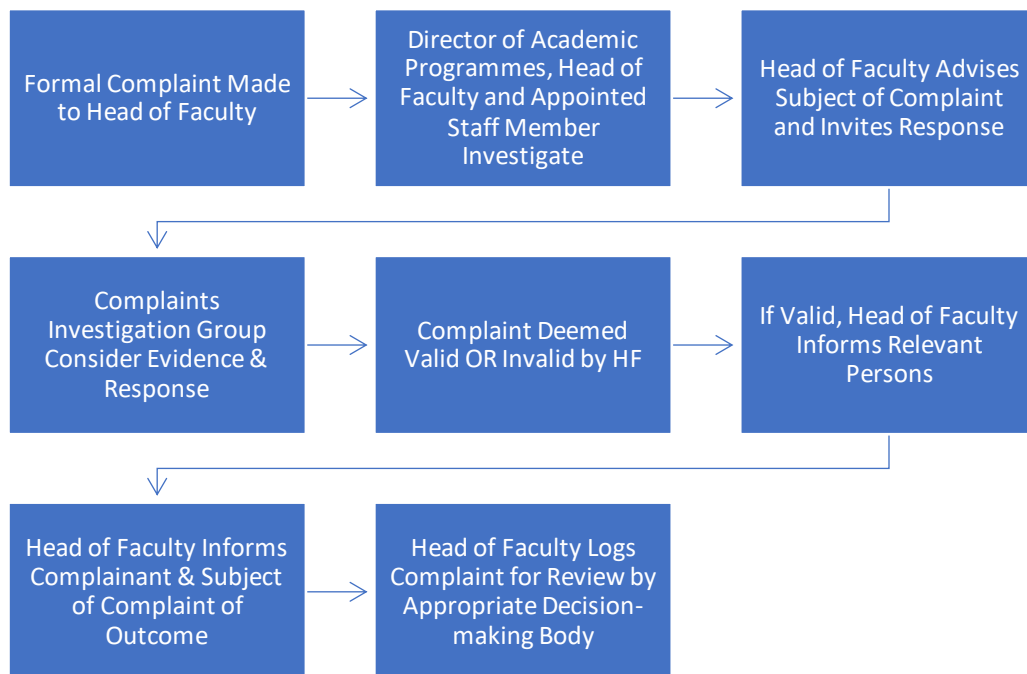 Formal Complaint Made
to Head of Faculty
Director of Academic
Programmes, Head of
Faculty and Appointed
Staff Member
Investigate
Head of Faculty Advises
Subject of Complaint
and Invites Response
Complaints
Investigation Group
Consider Evidence &
Response
Complaint Deemed
Valid OR Invalid by HF
If Valid, Head of Faculty
Informs Relevant
Persons
Head of Faculty Informs
Complainant & Subject
of Complaint of
Outcome
Head of Faculty Logs
Complaint for Review by
Appropriate Decision-
making Body